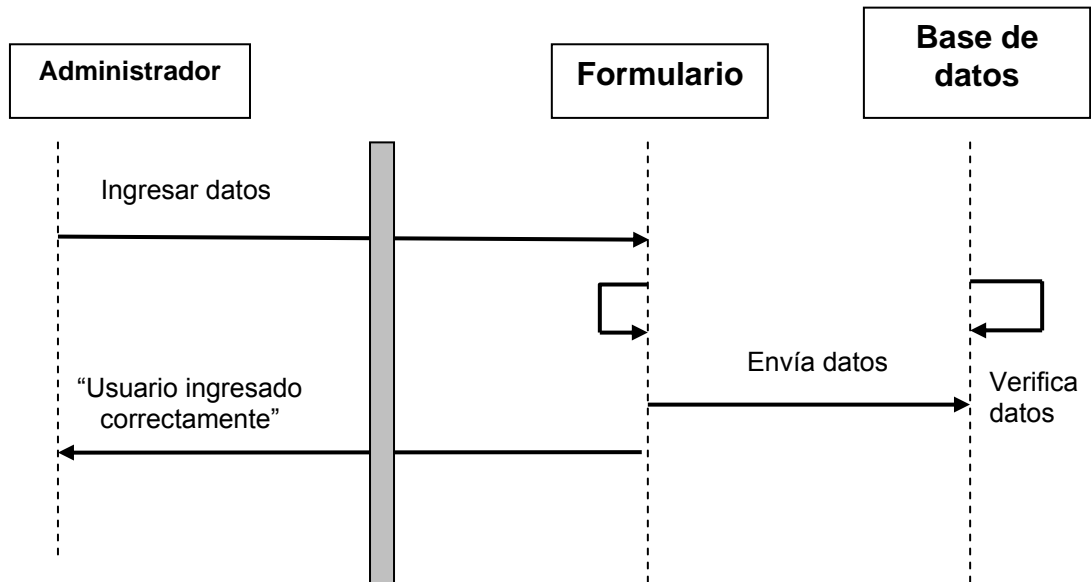 Administrador
Formulario
Base de
datos
Ingresar datos
Envía datos
Verifica
datos
“Usuario ingresado
correctamente”